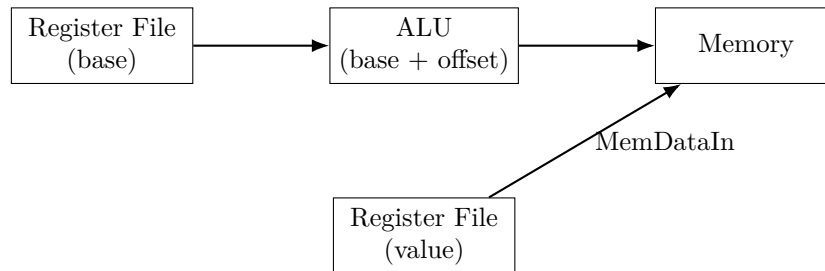 Register File
(base)
ALU
(base + offset)
Memory
MemDataIn
Register File
(value)